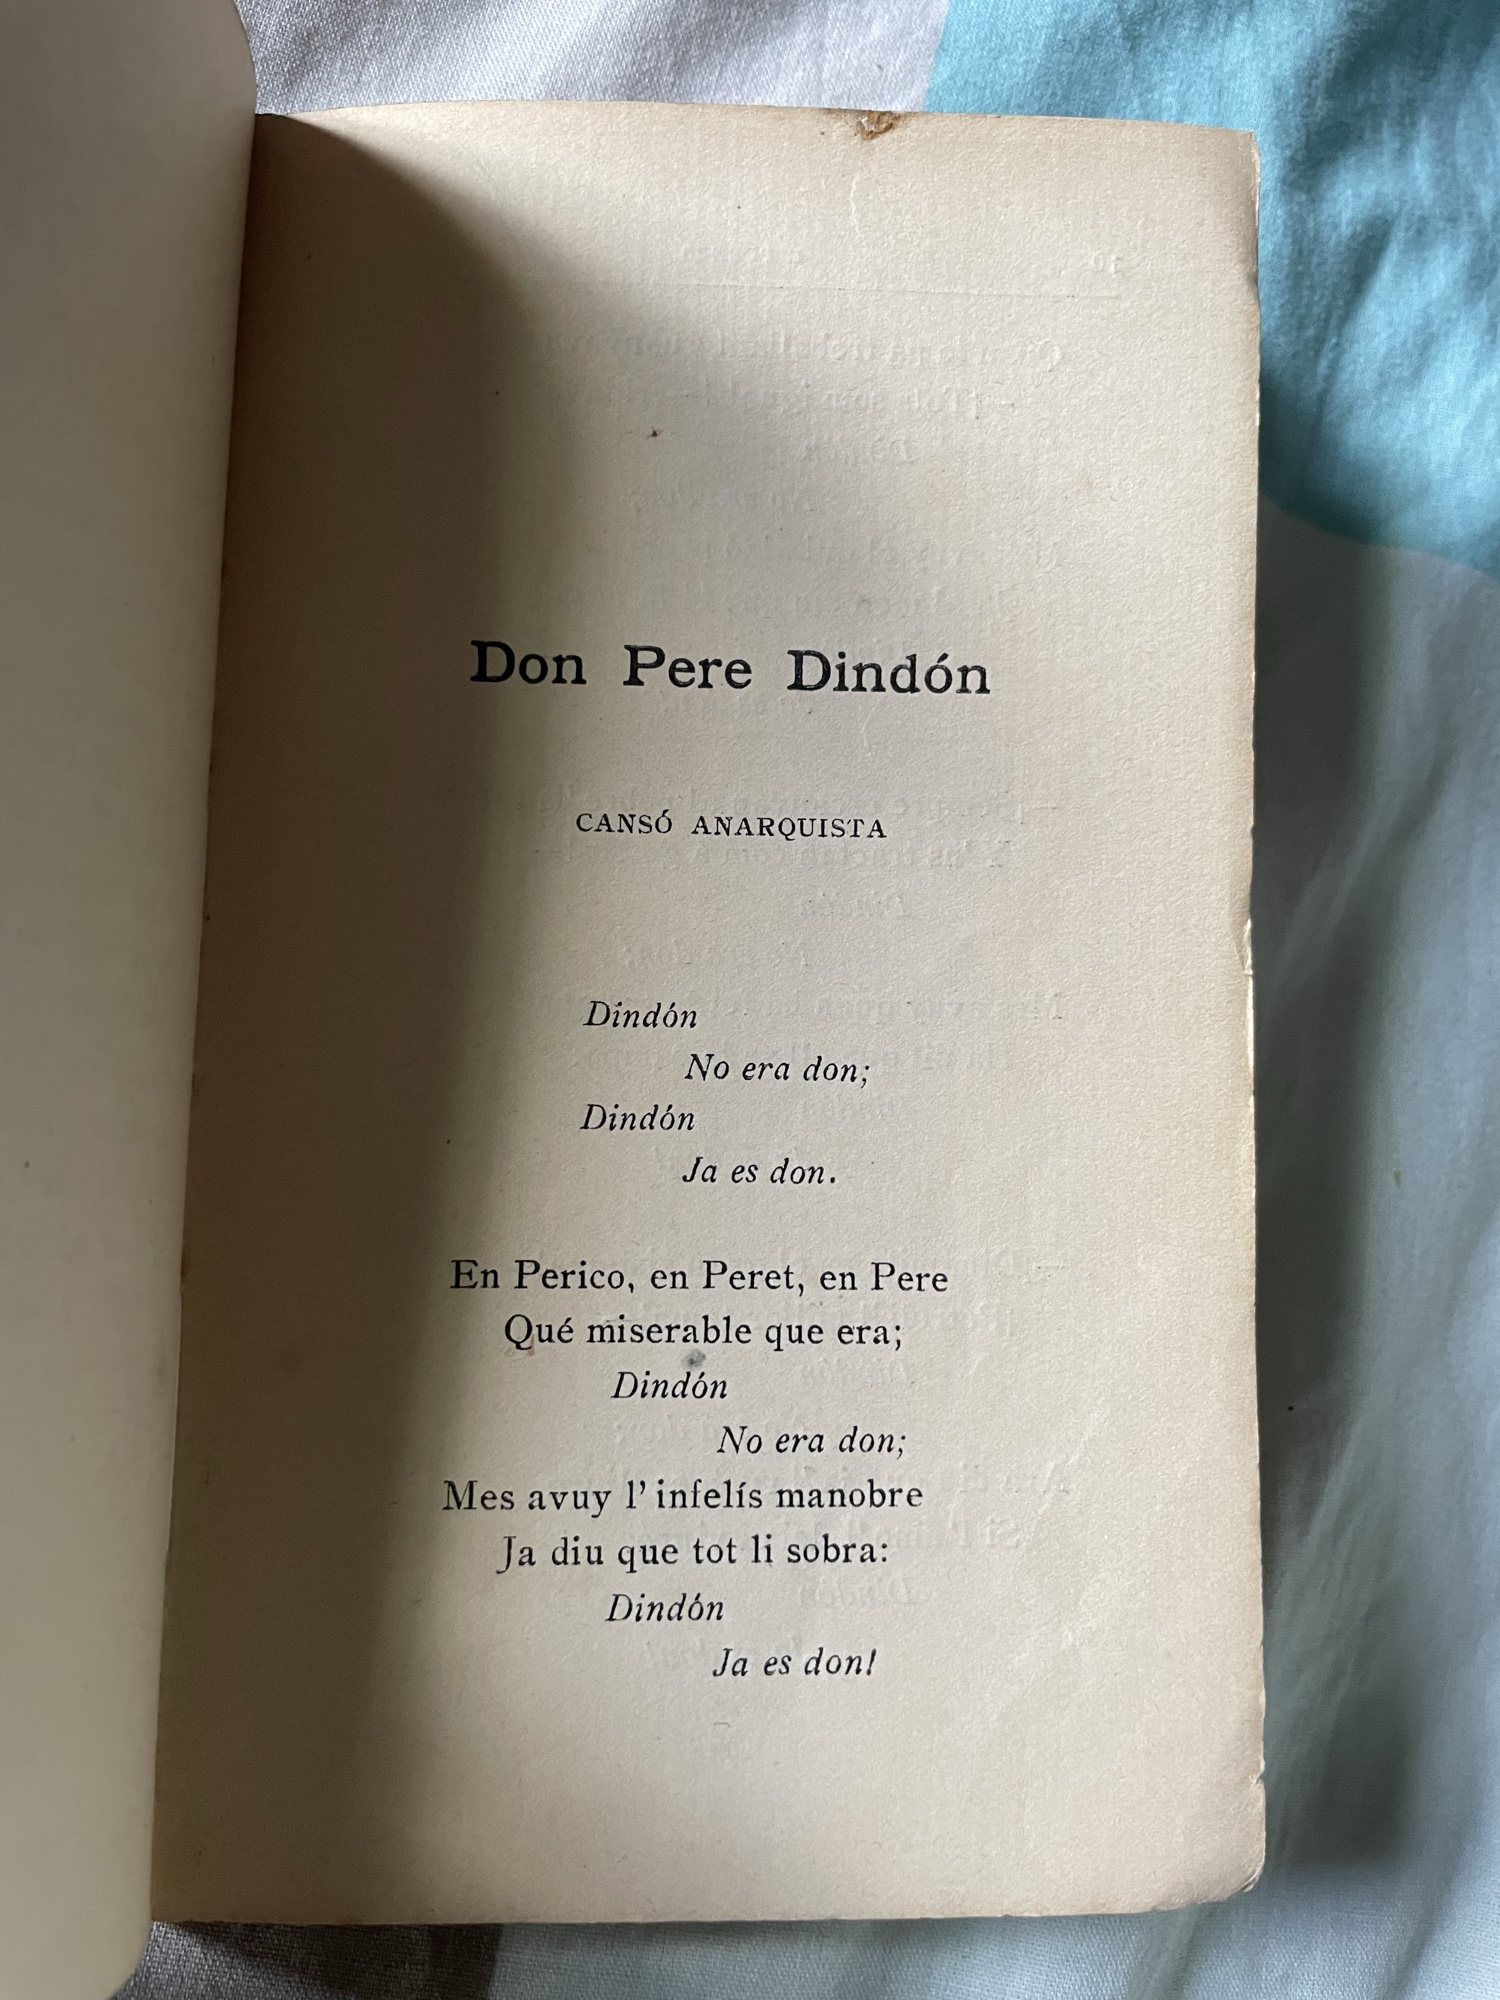 Don Pere Dindón
CANSÓ ANARQUISTA
Dindón
No era don;
Dindón
Ja es don.
En Perico, en Peret, en Pere
Qué miserable que era;
Dindón
No era don;
Mes avuy l' infelís manobre
Ja diu que tot li sobra:
Dindón
Ja es don!